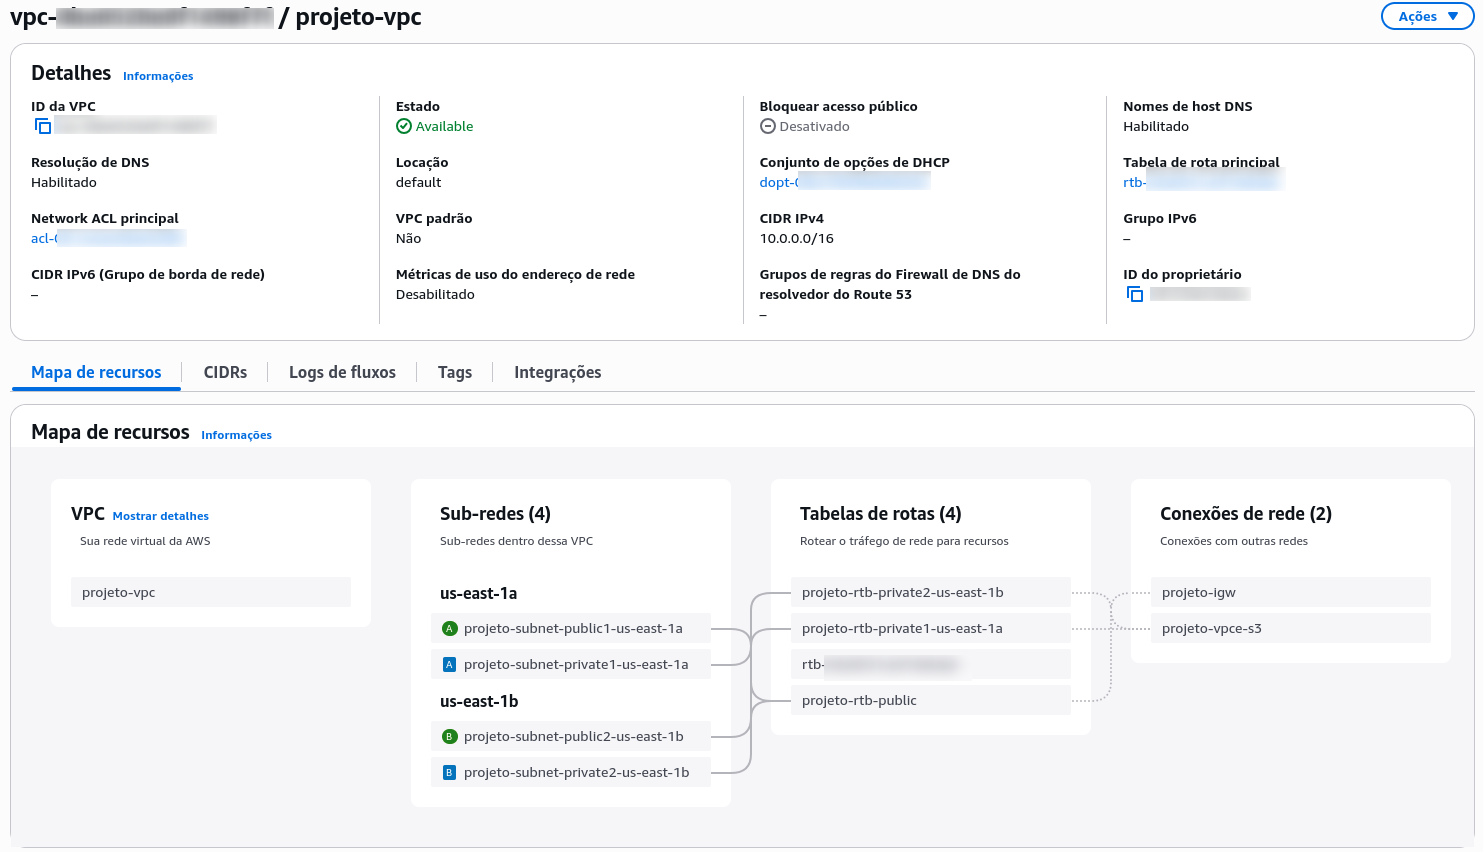 vpc- / projeto-vpc
Ações
Detalhes Informações
ID da VPC
Estado
Available
Bloquear acesso público
Desativado
Nomes de host DNS
Habilitado
Resolução de DNS
Habilitado
Locação
default
Conjunto de opções de DHCP
dopt-
Tabela de rota principal
rtb-
Network ACL principal
acl-
VPC padrão
Não
CIDR IPv4
10.0.0.0/16
Grupo IPv6
–
CIDR IPv6 (Grupo de borda de rede)
–
Métricas de uso do endereço de rede
Desabilitado
Grupos de regras do Firewall de DNS do
resolvedor do Route 53
–
ID do proprietário
Mapa de recursos
CIDRs
Logs de fluxos
Tags
Integrações
Mapa de recursos Informações
VPC Mostrar detalhes
Sua rede virtual da AWS
projeto-vpc
Sub-redes (4)
Sub-redes dentro dessa VPC
us-east-1a
A projeto-subnet-public1-us-east-1a
A projeto-subnet-private1-us-east-1a
us-east-1b
B projeto-subnet-public2-us-east-1b
B projeto-subnet-private2-us-east-1b
Tabelas de rotas (4)
Rotear o tráfego de rede para recursos
projeto-rtb-private2-us-east-1b
projeto-rtb-private1-us-east-1a
rtb-
projeto-rtb-public
Conexões de rede (2)
Conexões com outras redes
projeto-igw
projeto-vpce-s3